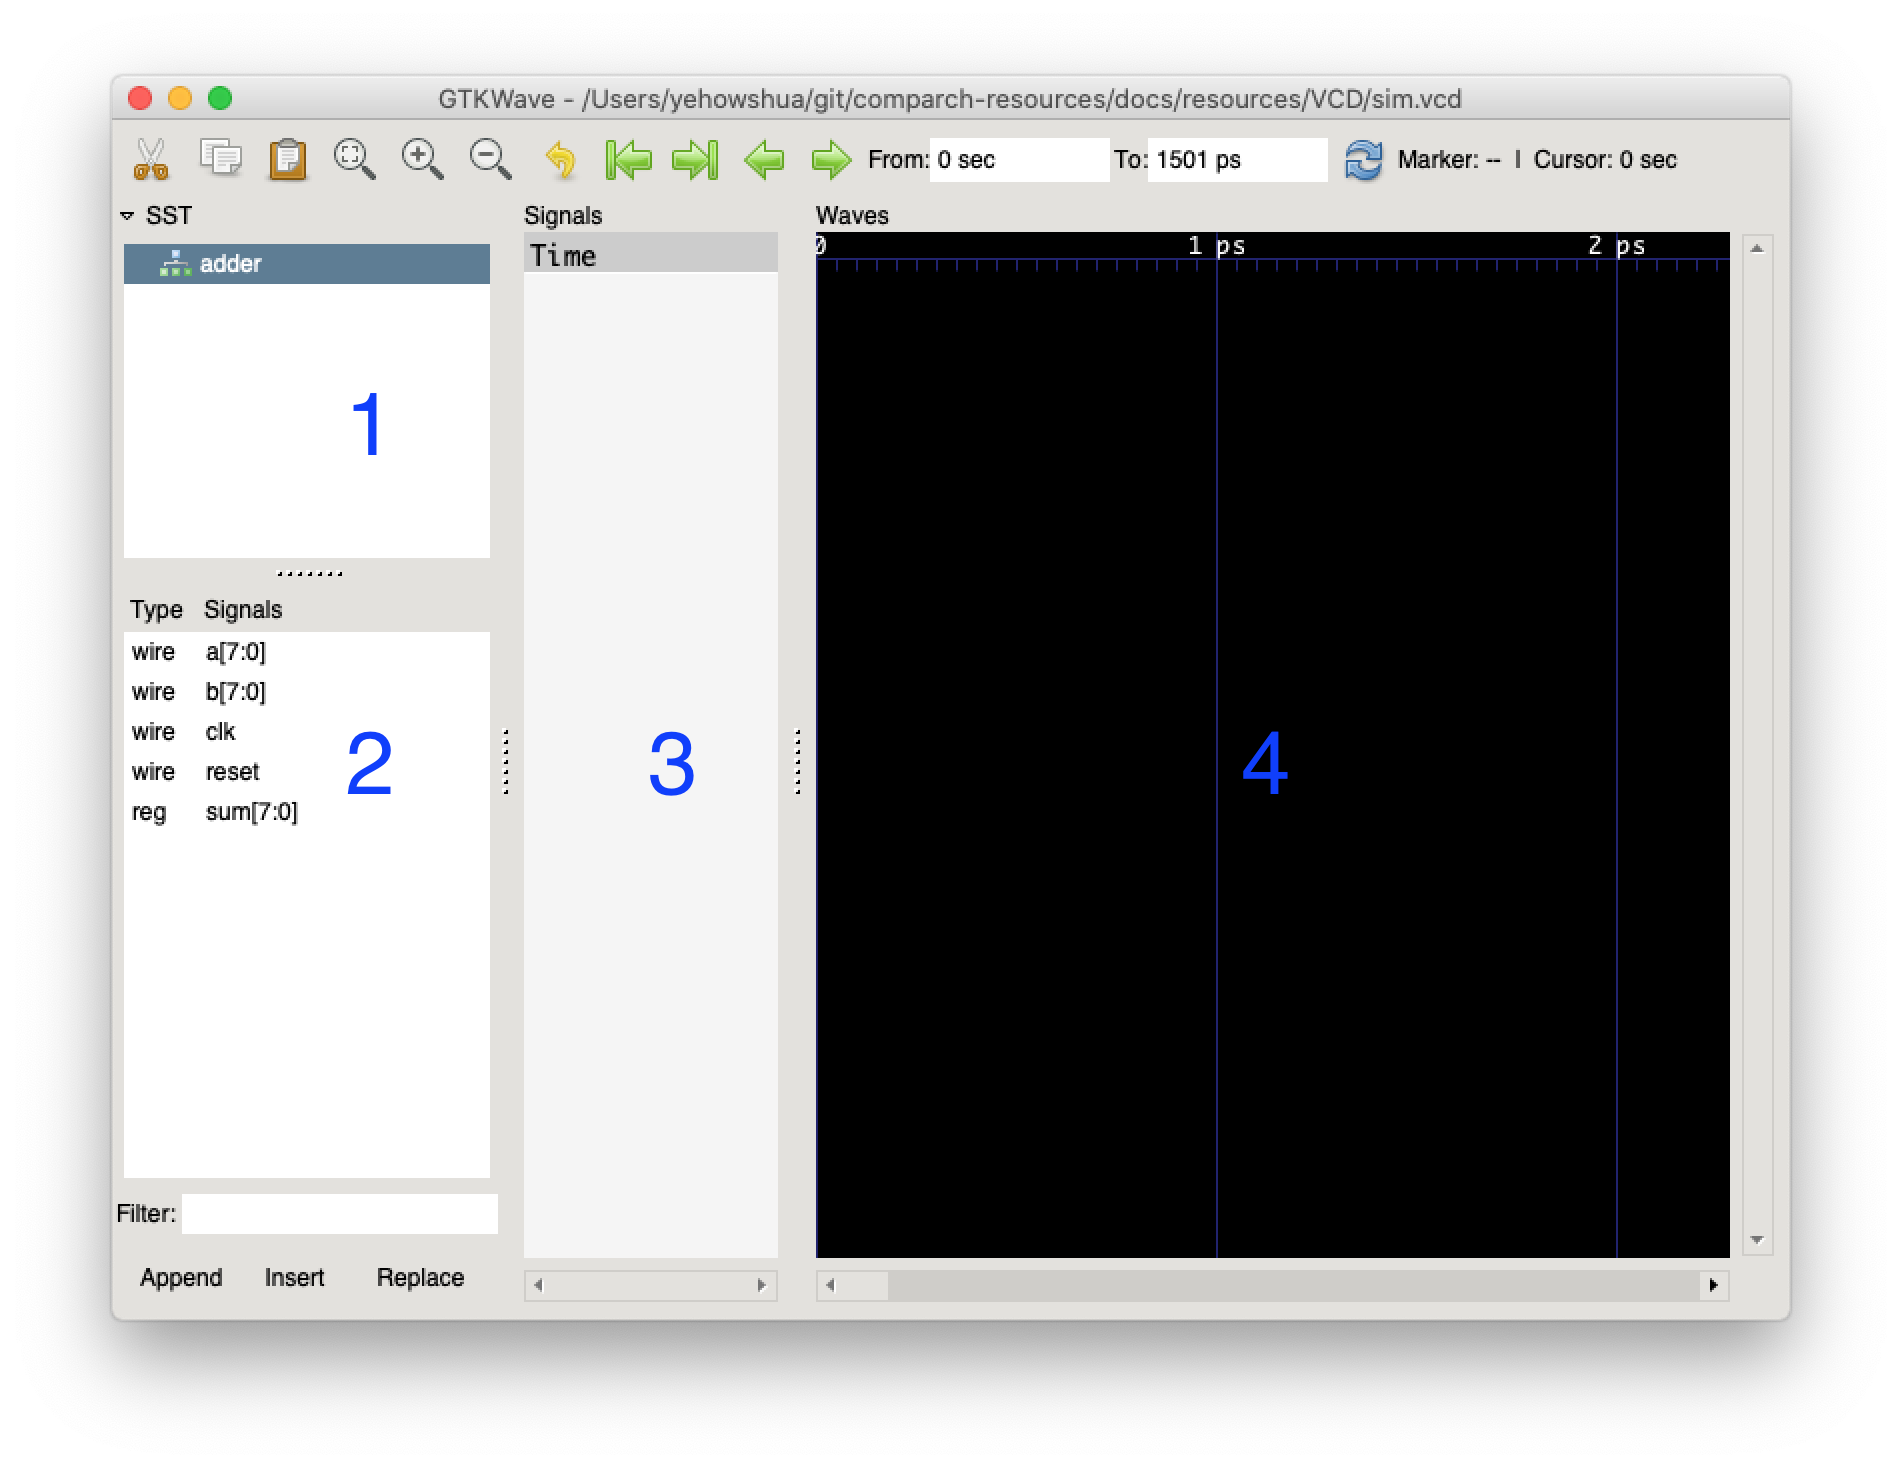 GTKWave - /Users/yehowshua/git/comparch-resources/docs/resources/VCD/sim.vcd
From: 0 sec To: 1501 ps Marker: -- | Cursor: 0 sec
SST
adder
1
Type Signals
wire a[7:0]
wire b[7:0]
wire clk
wire reset
reg sum[7:0]
2
Filter:
Append Insert Replace
Signals
Time
3
Waves
0 1 ps 2 ps
4